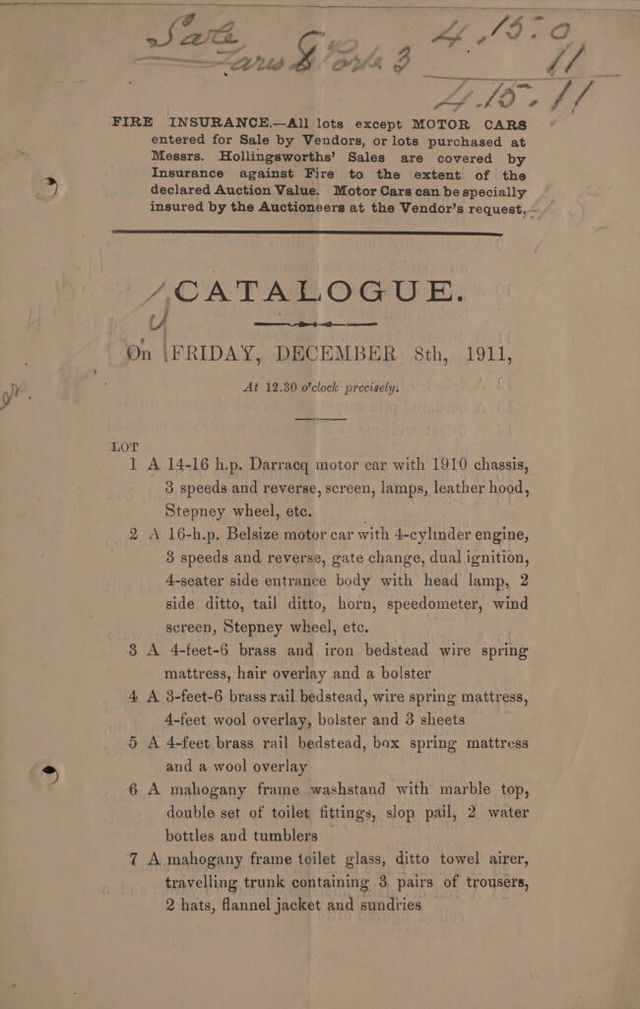 Sale 4.15.0
11
4.15.11
FIRE INSURANCE.—All lots except MOTOR CARS
entered for Sale by Vendors, or lots purchased at
Messrs. Hollingsworths' Sales are covered by
Insurance against Fire to the extent of the
declared Auction Value. Motor Cars can be specially
insured by the Auctioneers at the Vendor's request.
CATALOGUE.
On FRIDAY, DECEMBER 8th, 1911,
At 12.30 o'clock precisely.
LOT
1 A 14-16 h.p. Darracq motor car with 1910 chassis,
3 speeds and reverse, screen, lamps, leather hood,
Stepney wheel, etc.
2 A 16-h.p. Belsize motor car with 4-cylinder engine,
3 speeds and reverse, gate change, dual ignition,
4-seater side entrance body with head lamp, 2
side ditto, tail ditto, horn, speedometer, wind
screen, Stepney wheel, etc.
3 A 4-feet-6 brass and iron bedstead wire spring
mattress, hair overlay and a bolster
4 A 3-feet-6 brass rail bedstead, wire spring mattress,
4-feet wool overlay, bolster and 3 sheets
5 A 4-feet brass rail bedstead, box spring mattress
and a wool overlay
6 A mahogany frame washstand with marble top,
double set of toilet fittings, slop pail, 2 water
bottles and tumblers
7 A mahogany frame toilet glass, ditto towel airer,
travelling trunk containing 3 pairs of trousers,
2 hats, flannel jacket and sundries